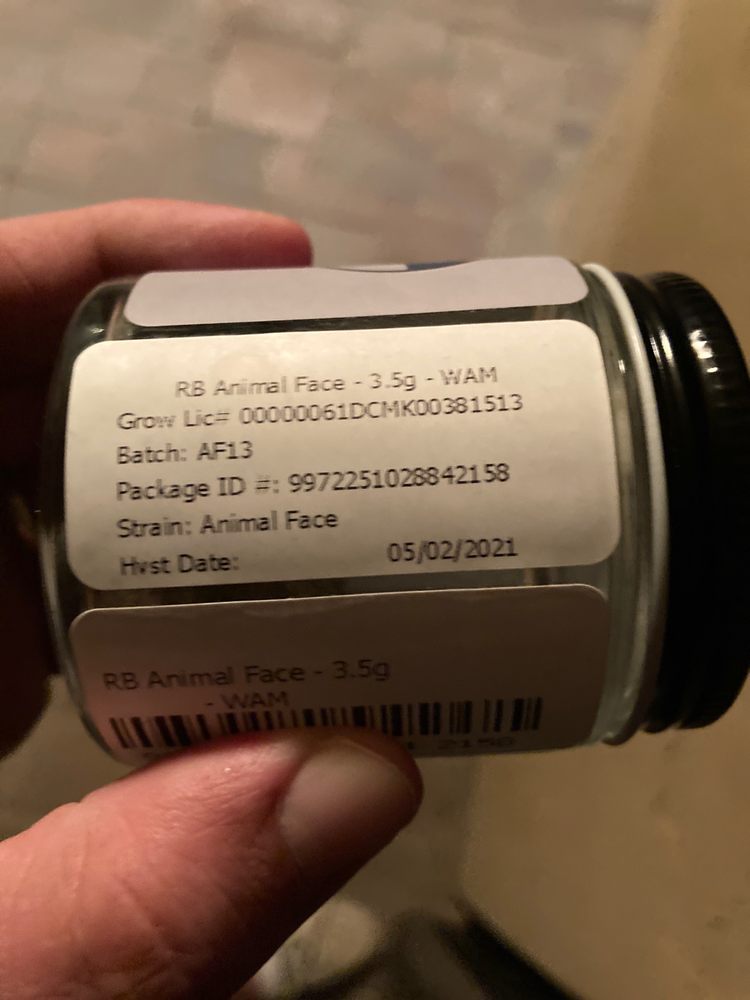 RB Animal Face - 3.5g - WAM
Grow Lic# 00000061DCMK00381513
Batch: AF13
Package ID #: 9972251028842158
Strain: Animal Face
Hvst Date: 05/02/2021
RB Animal Face - 3.5g
- WAM